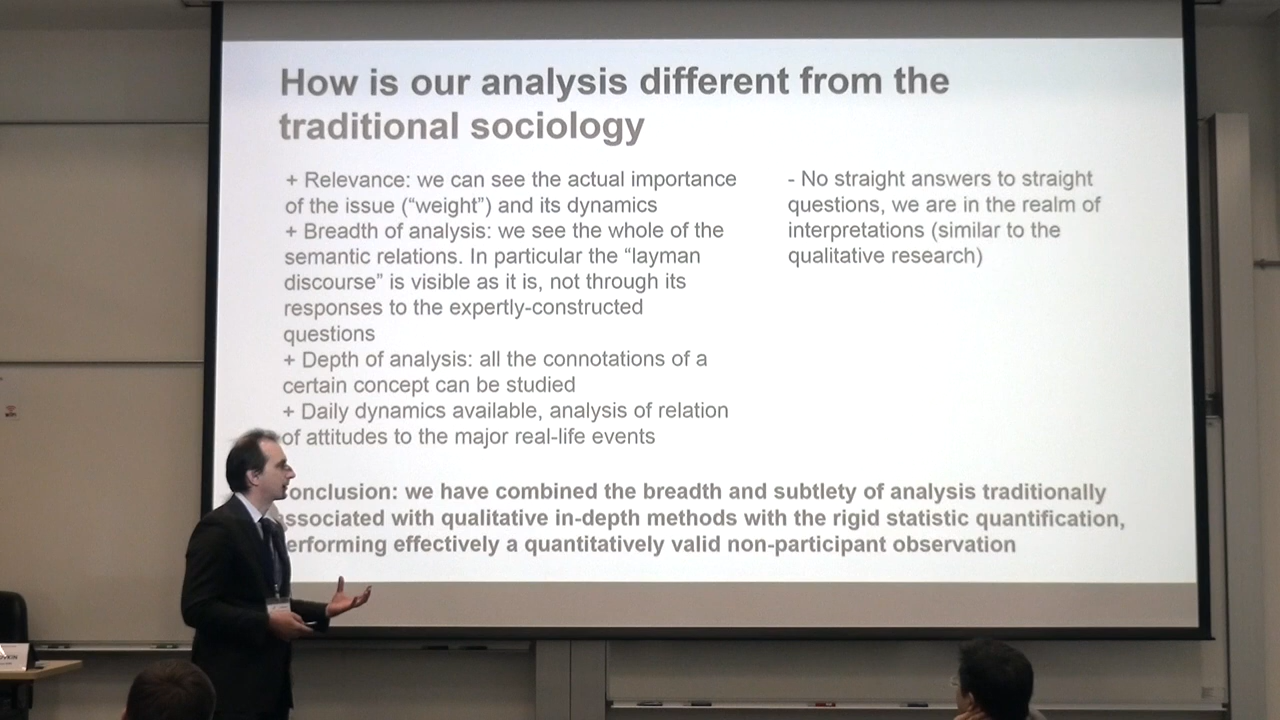 How is our analysis different from the
traditional sociology
+ Relevance: we can see the actual importance
of the issue (“weight”) and its dynamics
+ Breadth of analysis: we see the whole of the
semantic relations. In particular the “layman
discourse” is visible as it is, not through its
responses to the expertly-constructed
questions
+ Depth of analysis: all the connotations of a
certain concept can be studied
+ Daily dynamics available, analysis of relation
of attitudes to the major real-life events
- No straight answers to straight
questions, we are in the realm of
interpretations (similar to the
qualitative research)
onclusion: we have combined the breadth and subtlety of analysis traditionally
ssociated with qualitative in-depth methods with the rigid statistic quantification,
erforming effectively a quantitatively valid non-participant observation